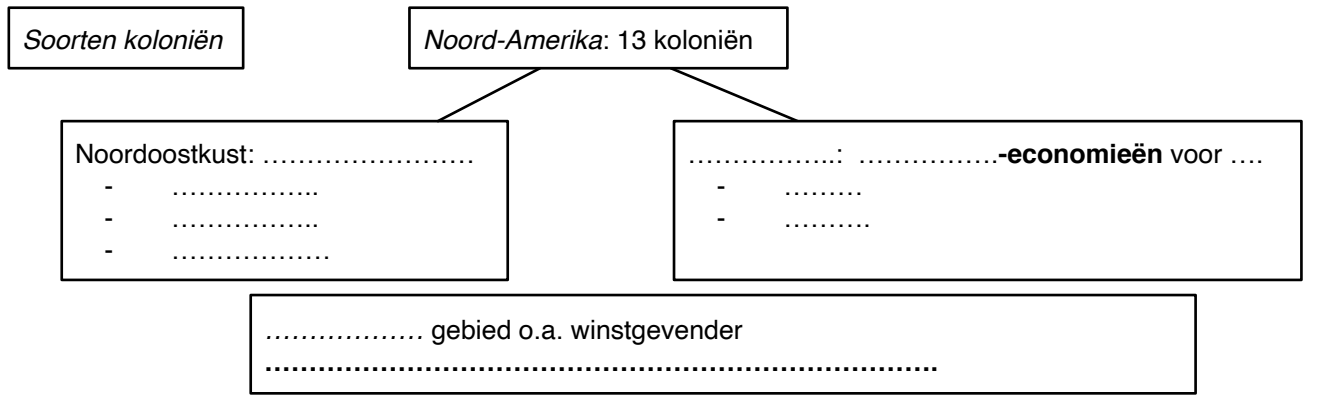 Soorten koloniën
Noord-Amerika: 13 koloniën
Noordoostkust: ……………………
- ……………..
- ……………..
- ………………
……………..: …………….-economieën voor ….
- ………
- ……….
……………… gebied o.a. winstgevender
………………………………………………………………….